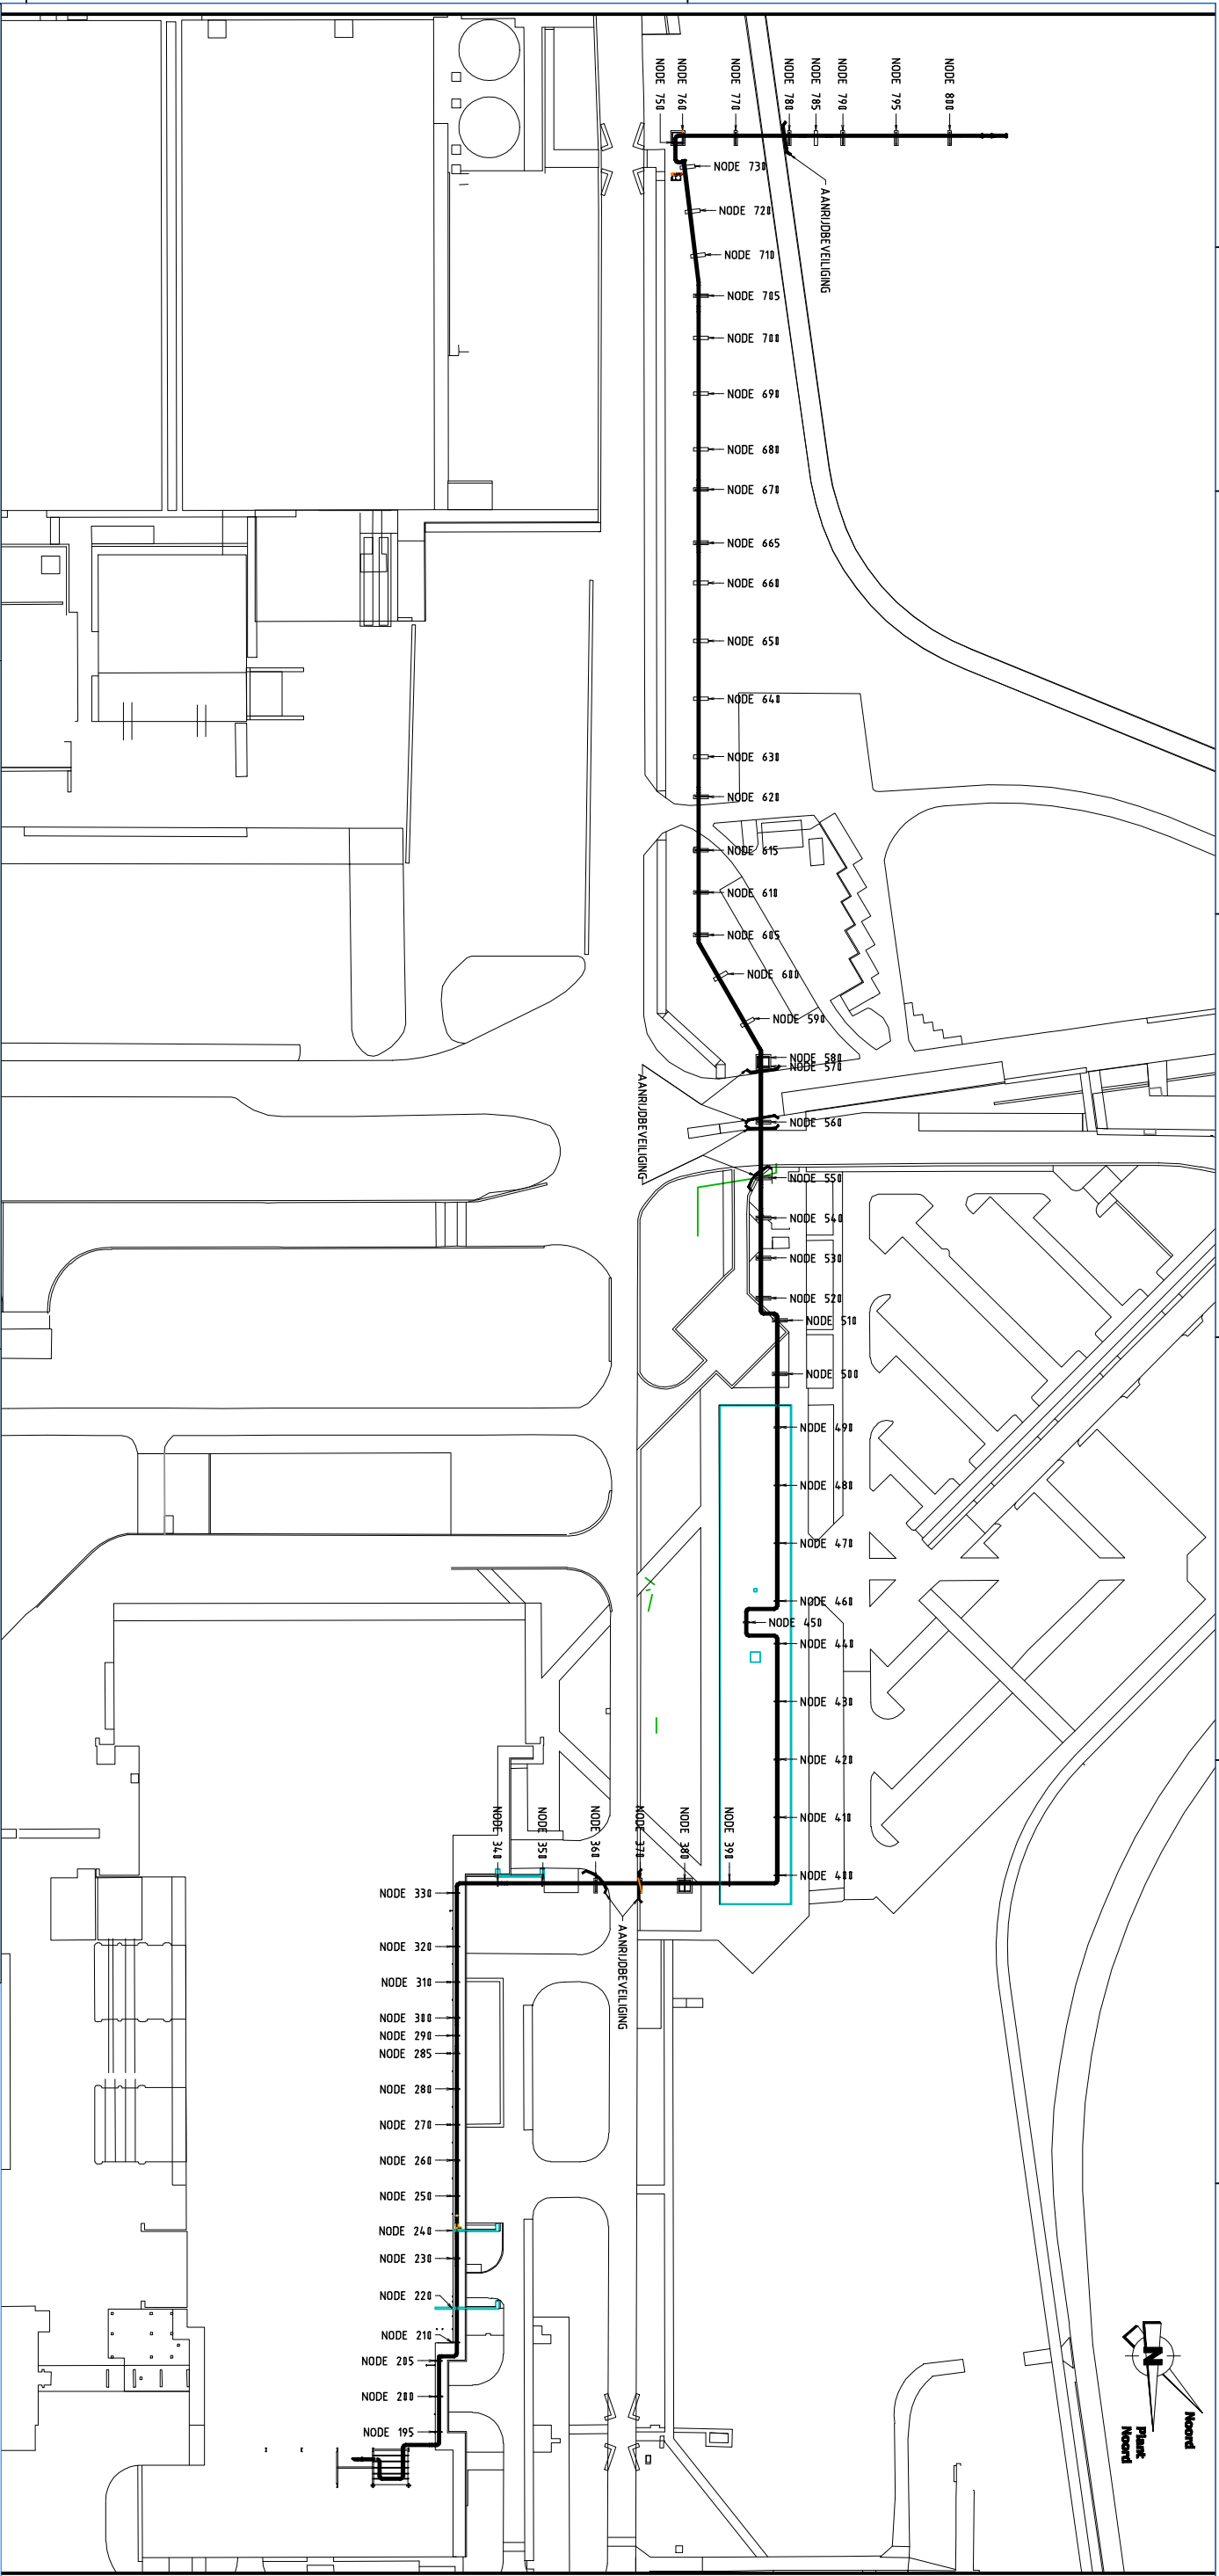 NODE 750
NODE 760
NODE 770
NODE 780
NODE 785
NODE 790
NODE 795
NODE 800
NODE 730
AANRIJDBEVEILIGING
NODE 720
NODE 710
NODE 705
NODE 700
NODE 690
NODE 680
NODE 670
NODE 665
NODE 660
NODE 650
NODE 640
NODE 630
NODE 620
NODE 615
NODE 610
NODE 605
NODE 600
NODE 590
NODE 580
NODE 570
AANRIJDBEVEILIGING
NODE 560
NODE 550
NODE 540
NODE 530
NODE 520
NODE 510
NODE 500
NODE 490
NODE 480
NODE 470
NODE 460
NODE 450
NODE 440
NODE 430
NODE 420
NODE 410
NODE 400
NODE 340
NODE 350
NODE 360
NODE 370
NODE 380
NODE 390
NODE 330
AANRIJDBEVEILIGING
NODE 320
NODE 310
NODE 300
NODE 290
NODE 285
NODE 280
NODE 270
NODE 260
NODE 250
NODE 240
NODE 230
NODE 220
NODE 210
NODE 205
NODE 200
NODE 195
N
Noord
Plant
Noord